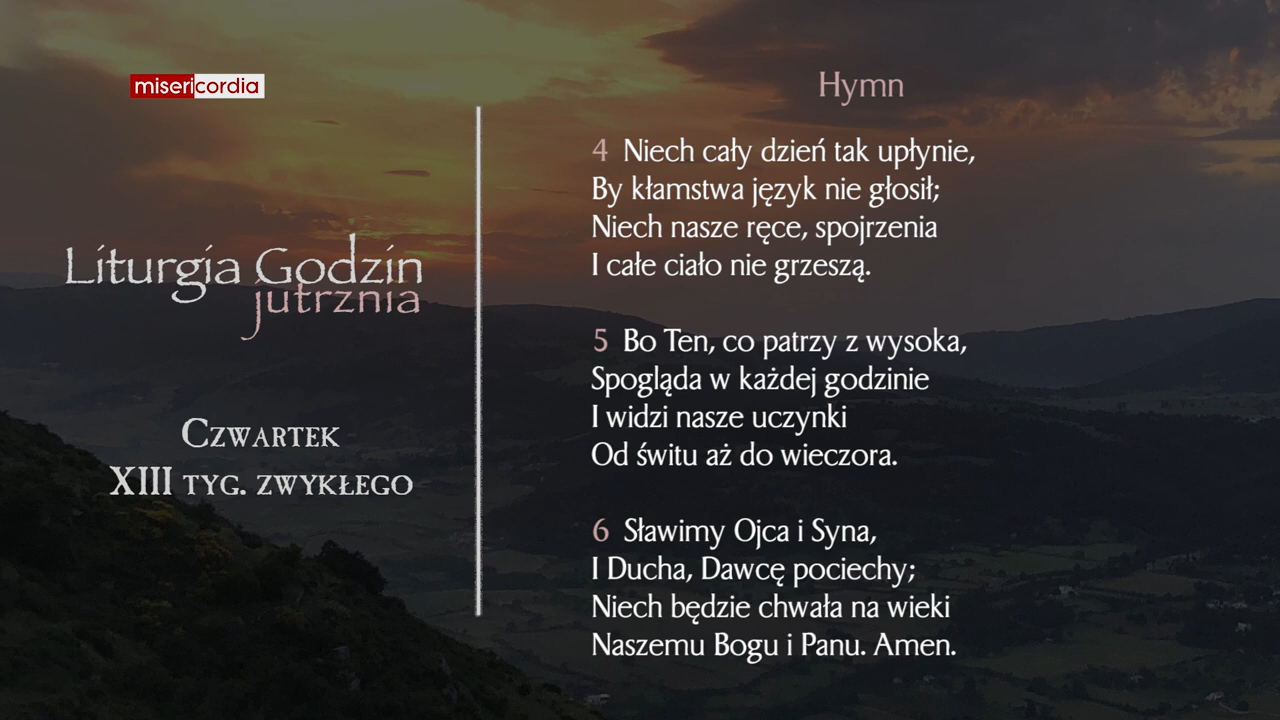 misericordia
Liturgia Godzin
jutrznia
Czwartek
XIII tyg. zwykłego
Hymn
4 Niech cały dzień tak upłynie,
By kłamstwa język nie głosił;
Niech nasze ręce, spojrzenia
I całe ciało nie grzeszą.
5 Bo Ten, co patrzy z wysoka,
Spogląda w każdej godzinie
I widzi nasze uczynki
Od świtu aż do wieczora.
6 Sławimy Ojca i Syna,
I Ducha, Dawcę pociechy;
Niech będzie chwała na wieki
Naszemu Bogu i Panu. Amen.